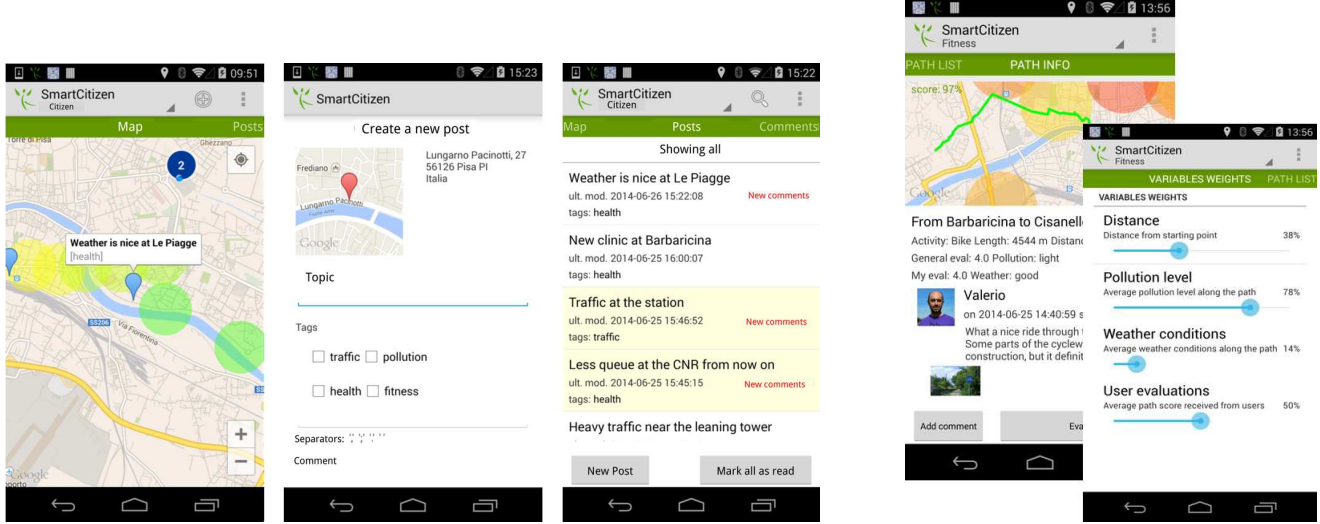 09:51
SmartCitizen
Citizen
Map
Posts
Torre di Pisa
Ghezzano
2
Weather is nice at Le Piagge
[health]
SS206
Via Fiorentina
+
−
Google
15:23
SmartCitizen
Create a new post
Lungarno Pacinotti, 27
56126 Pisa PI
Italia
Frediano
Lungarno Pacinotti
Fiume Arno
Google
Topic
Tags
traffic
pollution
health
fitness
Separators:
Comment
15:22
SmartCitizen
Citizen
Map
Posts
Comments
Showing all
Weather is nice at Le Piagge
ult. mod. 2014-06-26 15:22:08
New comments
tags: health
New clinic at Barbaricina
ult. mod. 2014-06-26 16:00:07
tags: health
Traffic at the station
ult. mod. 2014-06-25 15:46:52
New comments
tags: traffic
Less queue at the CNR from now on
ult. mod. 2014-06-25 15:45:15
New comments
tags: health
Heavy traffic near the leaning tower
New Post
Mark all as read
13:56
SmartCitizen
Fitness
PATH LIST
PATH INFO
score: 97%
Google
From Barbaricina to Cisanell
Activity: Bike Length: 4544 m Distanc
General eval: 4.0 Pollution: light
My eval: 4.0 Weather: good
Valerio
on 2014-06-25 14:40:59 s
What a nice ride through t
Some parts of the cyclew
construction, but it definit
Add comment
Eva
13:56
SmartCitizen
Fitness
VARIABLES WEIGHTS
PATH LIST
VARIABLES WEIGHTS
Distance
Distance from starting point
38%
Pollution level
Average pollution level along the path
78%
Weather conditions
Average weather conditions along the path
14%
User evaluations
Average path score received from users
50%